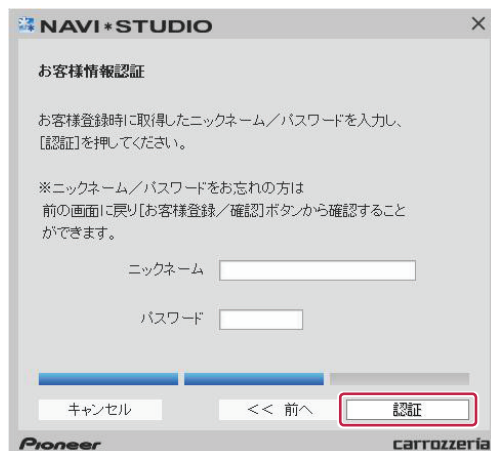 NAVI*STUDIO
お客様情報認証
お客様登録時に取得したニックネーム／パスワードを入力し、
[認証]を押してください。
※ニックネーム／パスワードをお忘れの方は
前の画面に戻り[お客様登録／確認]ボタンから確認すること
ができます。
ニックネーム
パスワード
キャンセル
<< 前へ
認証
Pioneer
carrozzeria